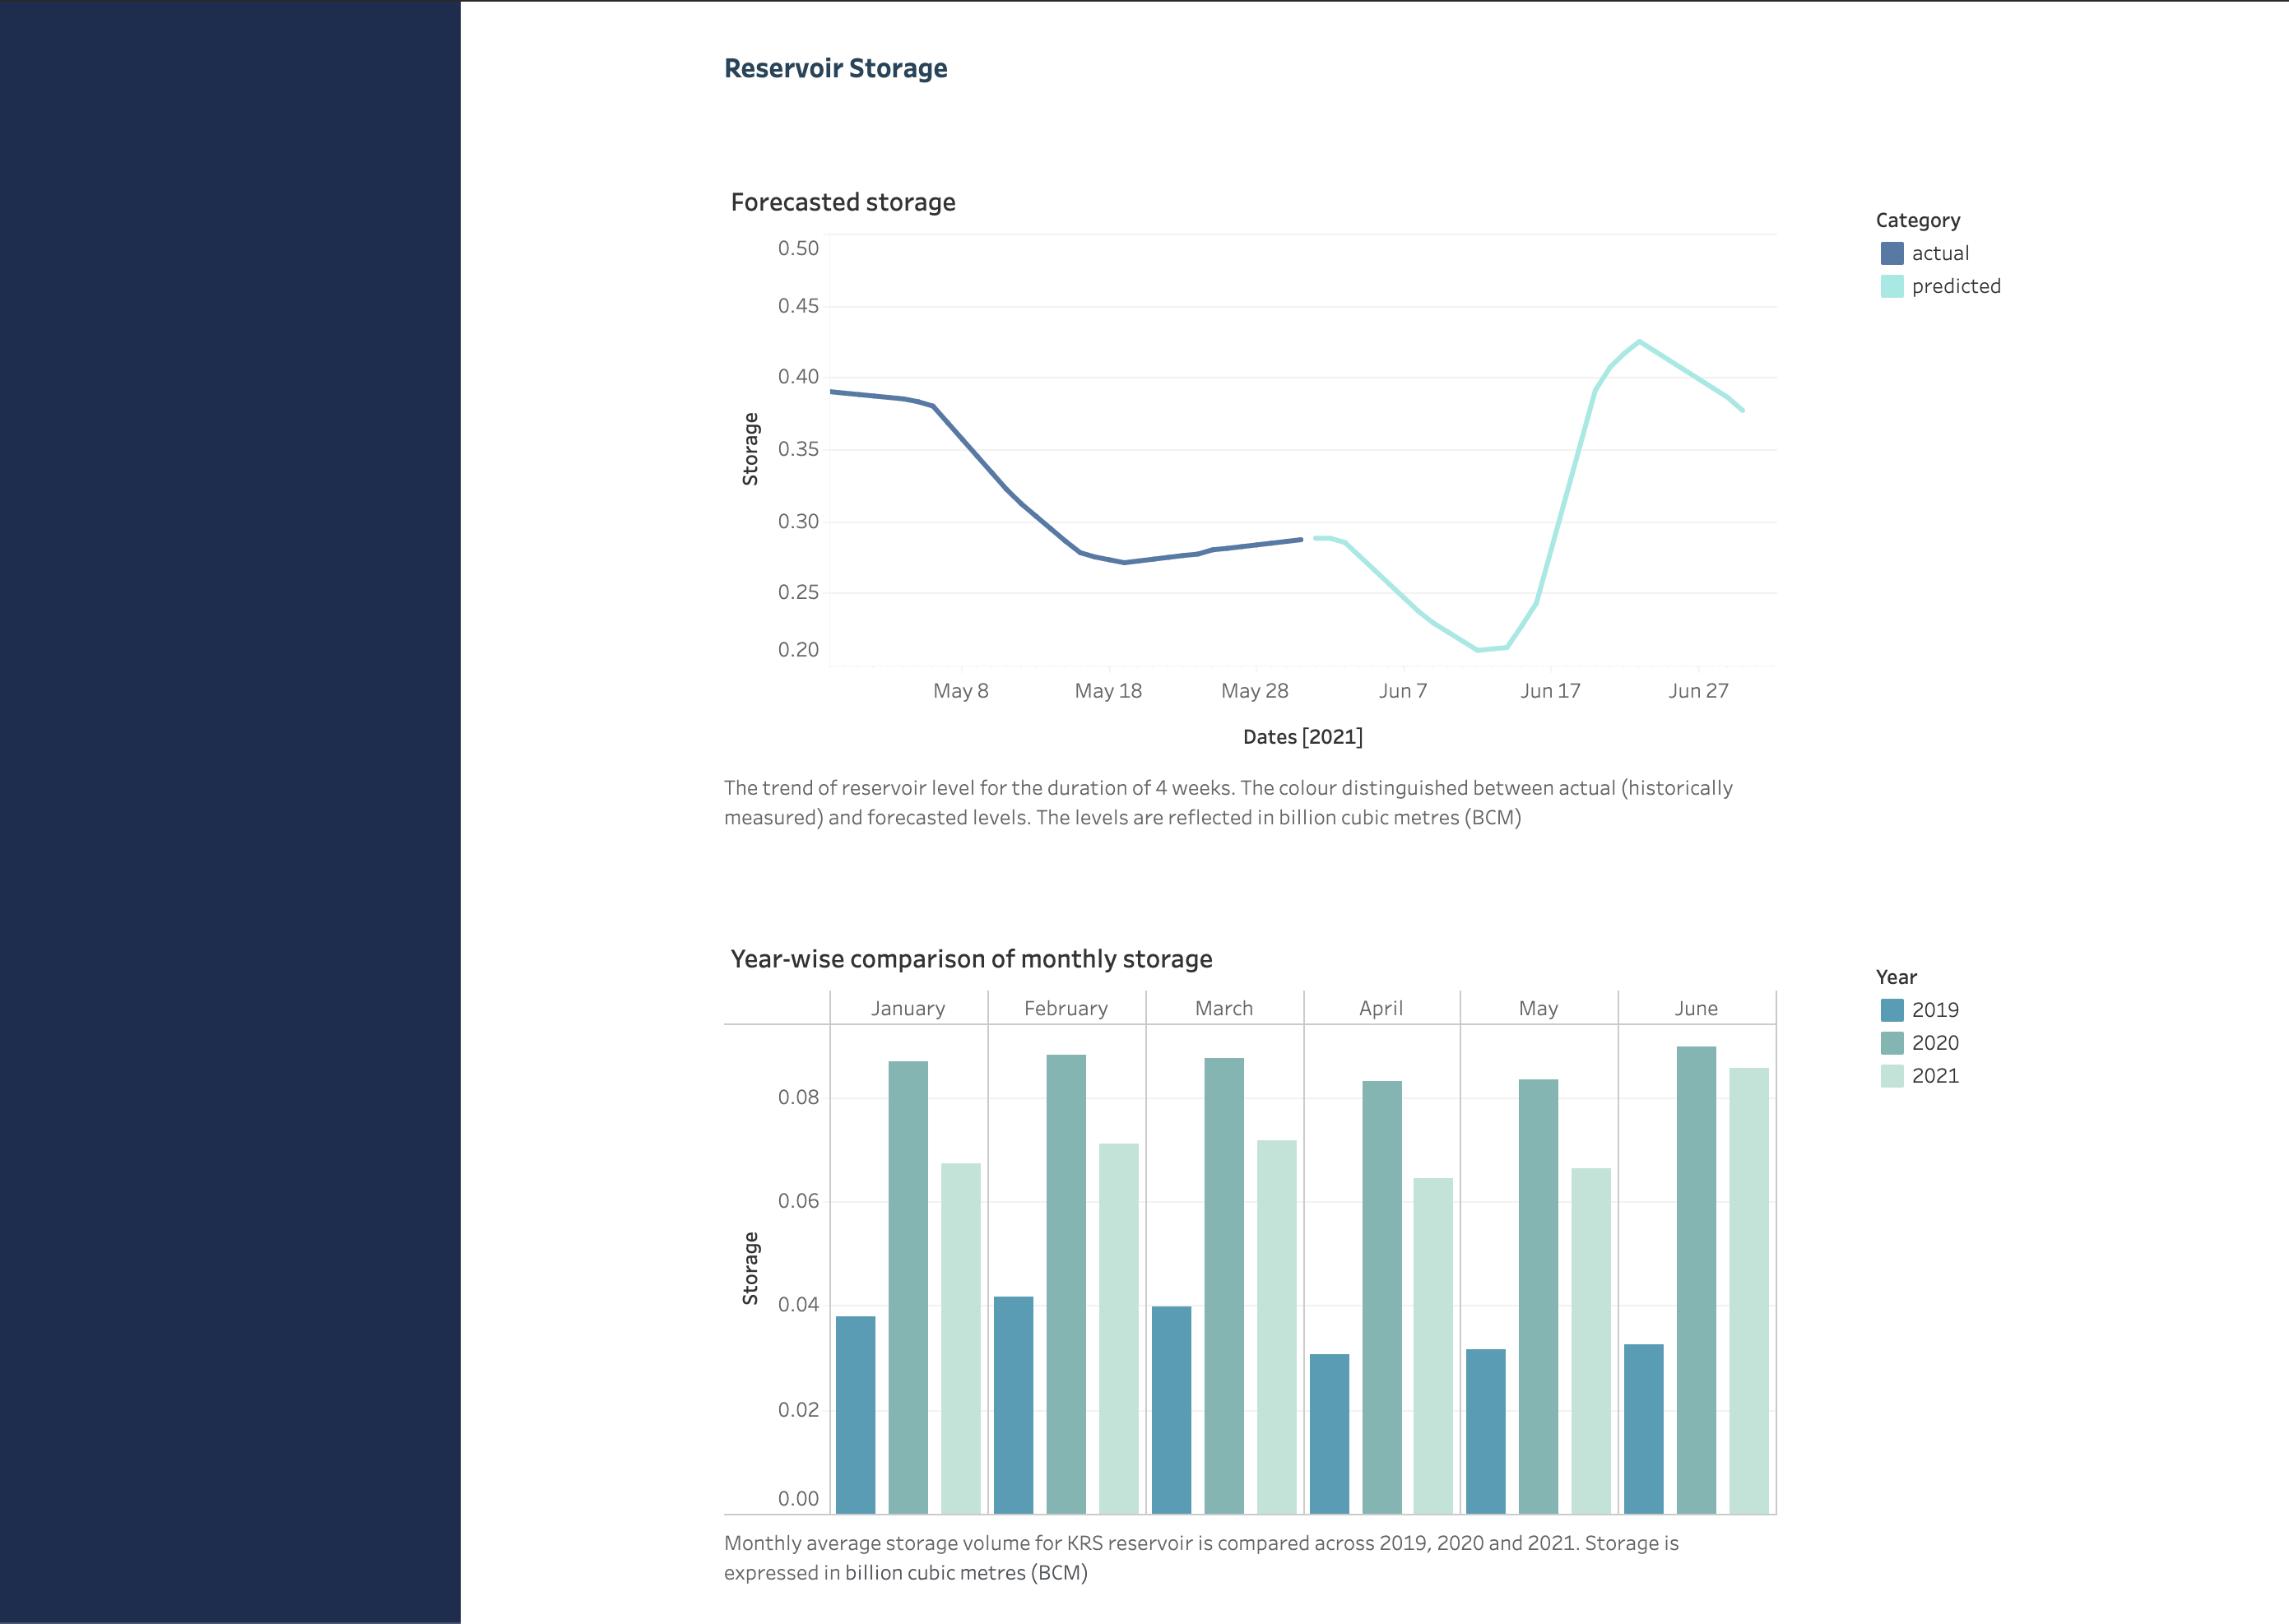 Reservoir Storage
Forecasted storage
Category
actual
predicted
0.50
0.45
0.40
0.35
0.30
0.25
0.20
Storage
May 8
May 18
May 28
Jun 7
Jun 17
Jun 27
Dates [2021]
The trend of reservoir level for the duration of 4 weeks. The colour distinguished between actual (historically
measured) and forecasted levels. The levels are reflected in billion cubic metres (BCM)
Year-wise comparison of monthly storage
Year
2019
2020
2021
January
February
March
April
May
June
0.08
0.06
0.04
0.02
0.00
Storage
Monthly average storage volume for KRS reservoir is compared across 2019, 2020 and 2021. Storage is
expressed in billion cubic metres (BCM)